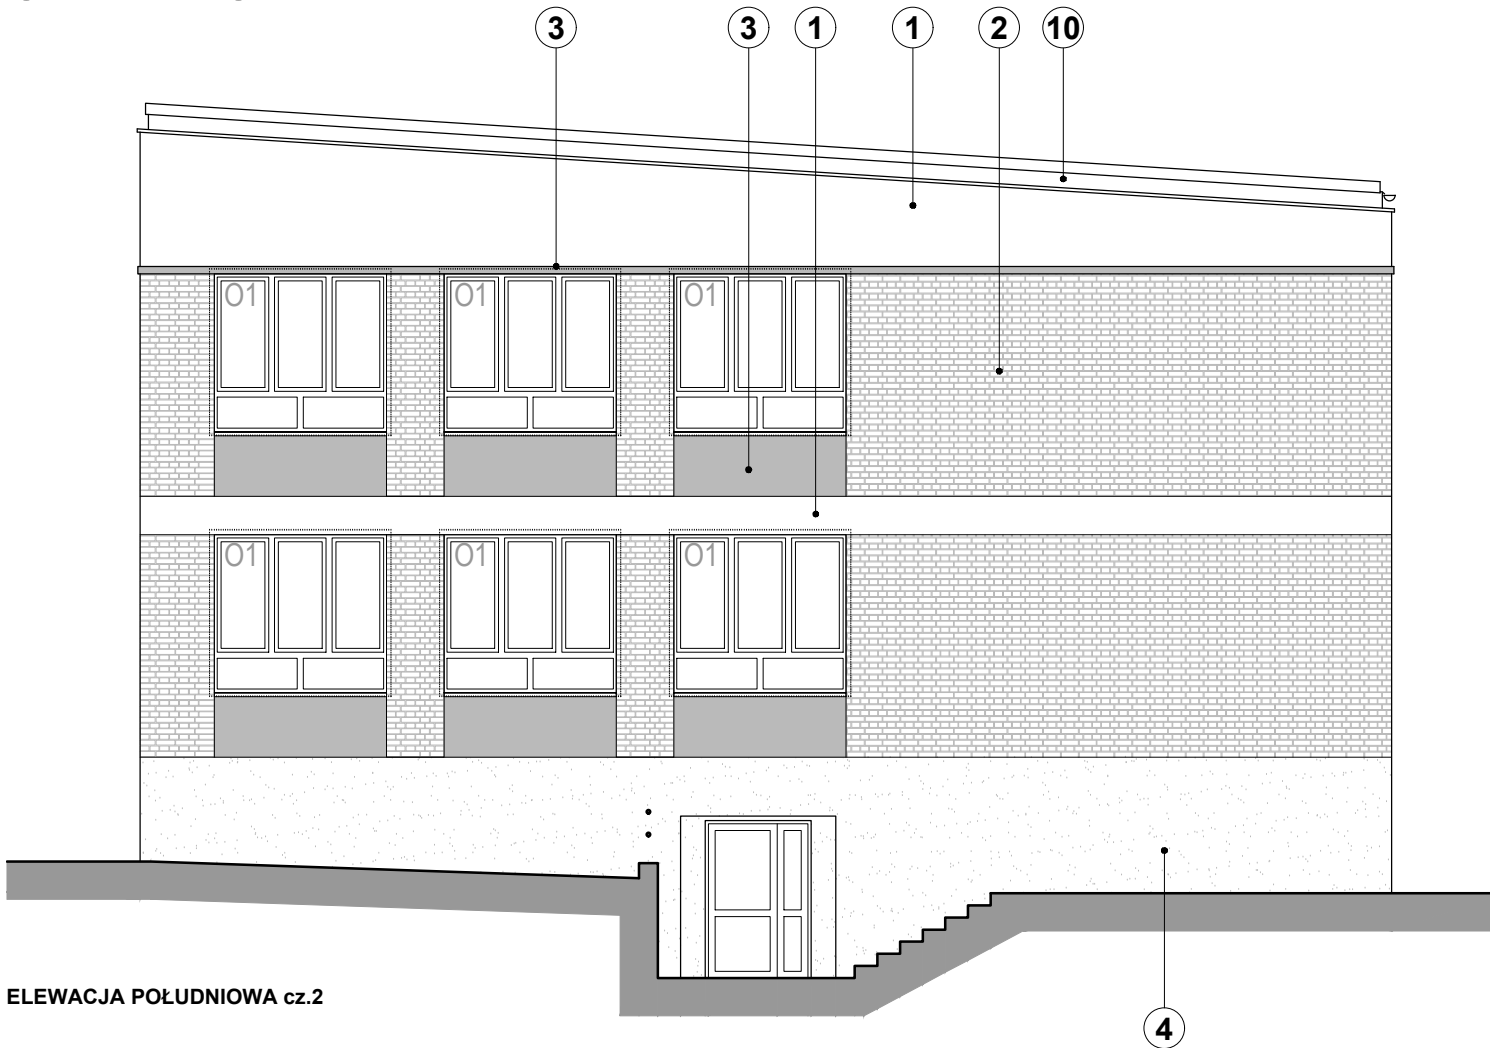 3 3 1 1 2 10
O1 O1 O1
O1 O1 O1
ELEWACJA POŁUDNIOWA cz.2
4